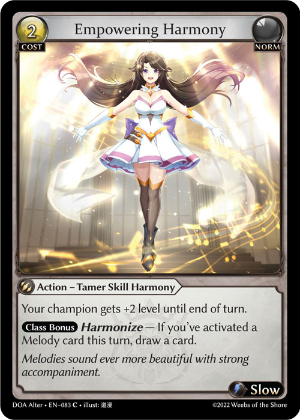 2
Empowering Harmony
COST
NORM
Action – Tamer Skill Harmony
Your champion gets +2 level until end of turn.
Class Bonus Harmonize — If you've activated a
Melody card this turn, draw a card.
Melodies sound ever more beautiful with strong
accompaniment.
Slow
DOA Alter • EN-083 C • illust: 湯浸
©2022 Weebs of the Shore